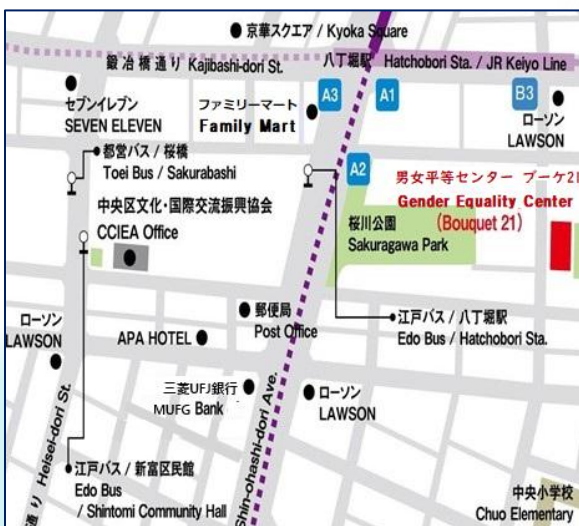 京華スクエア / Kyoka Square
鍛冶橋通り Kajibashi-dori St.
八丁堀駅 Hatchobori Sta. / JR Keiyo Line
セブンイレブン
SEVEN ELEVEN
ファミリーマート
Family Mart
A3
A1
B3
ローソン
LAWSON
都営バス / 桜橋
Toei Bus / Sakurabashi
A2
男女平等センター ブーケ21
Gender Equality Center
(Bouquet 21)
中央区文化・国際交流振興協会
CCIEA Office
桜川公園
Sakuragawa Park
ローソン
LAWSON
郵便局
Post Office
APA HOTEL
江戸バス / 八丁堀駅
Edo Bus / Hatchobori Sta.
三菱UFJ銀行
MUFG Bank
ローソン
LAWSON
通り Heisei-dori St.
Shin-ohashi-dori Ave.
江戸バス / 新富区民館
Edo Bus
/ Shintomi Community Hall
中央小学校
Chuo Elementary